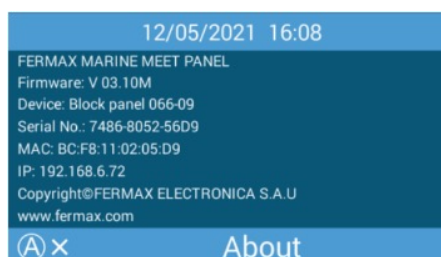 12/05/2021 16:08
FERMAX MARINE MEET PANEL
Firmware: V 03.10M
Device: Block panel 066-09
Serial No.: 7486-8052-56D9
MAC: BC:F8:11:02:05:D9
IP: 192.168.6.72
Copyright©FERMAX ELECTRONICA S.A.U
www.fermax.com
Ⓐ× About